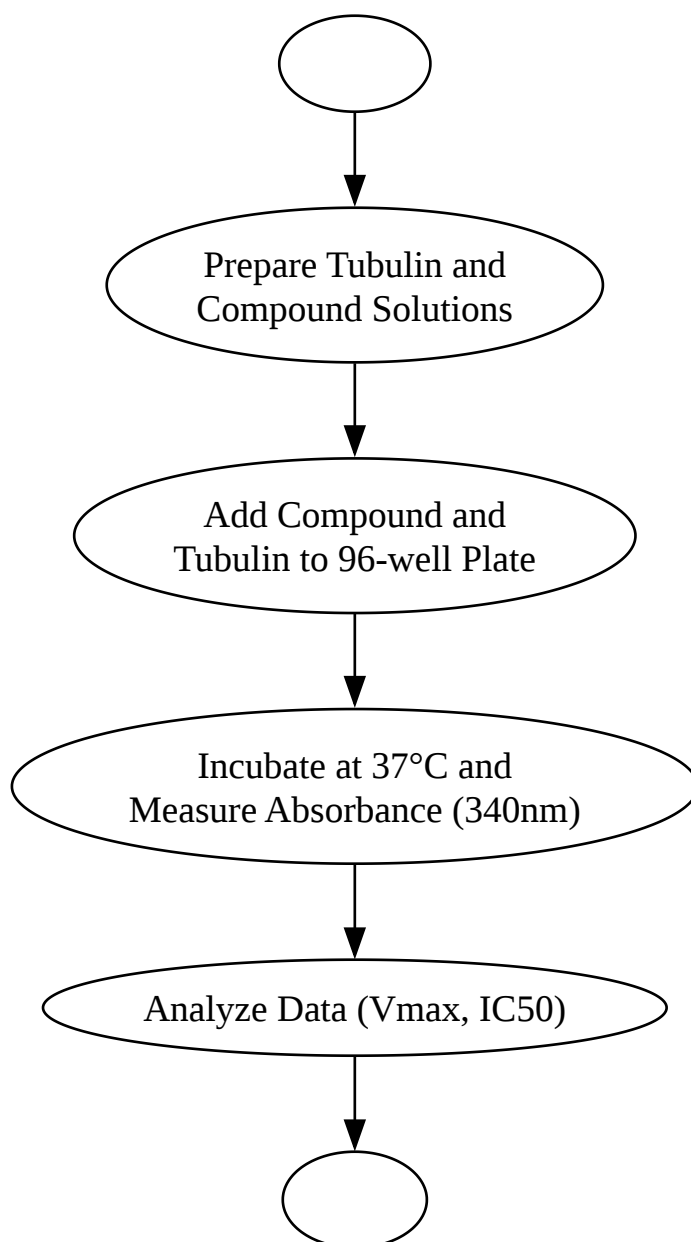 Prepare Tubulin and
Compound Solutions
Add Compound and
Tubulin to 96-well Plate
Incubate at 37°C and
Measure Absorbance (340nm)
Analyze Data (Vmax, IC50)